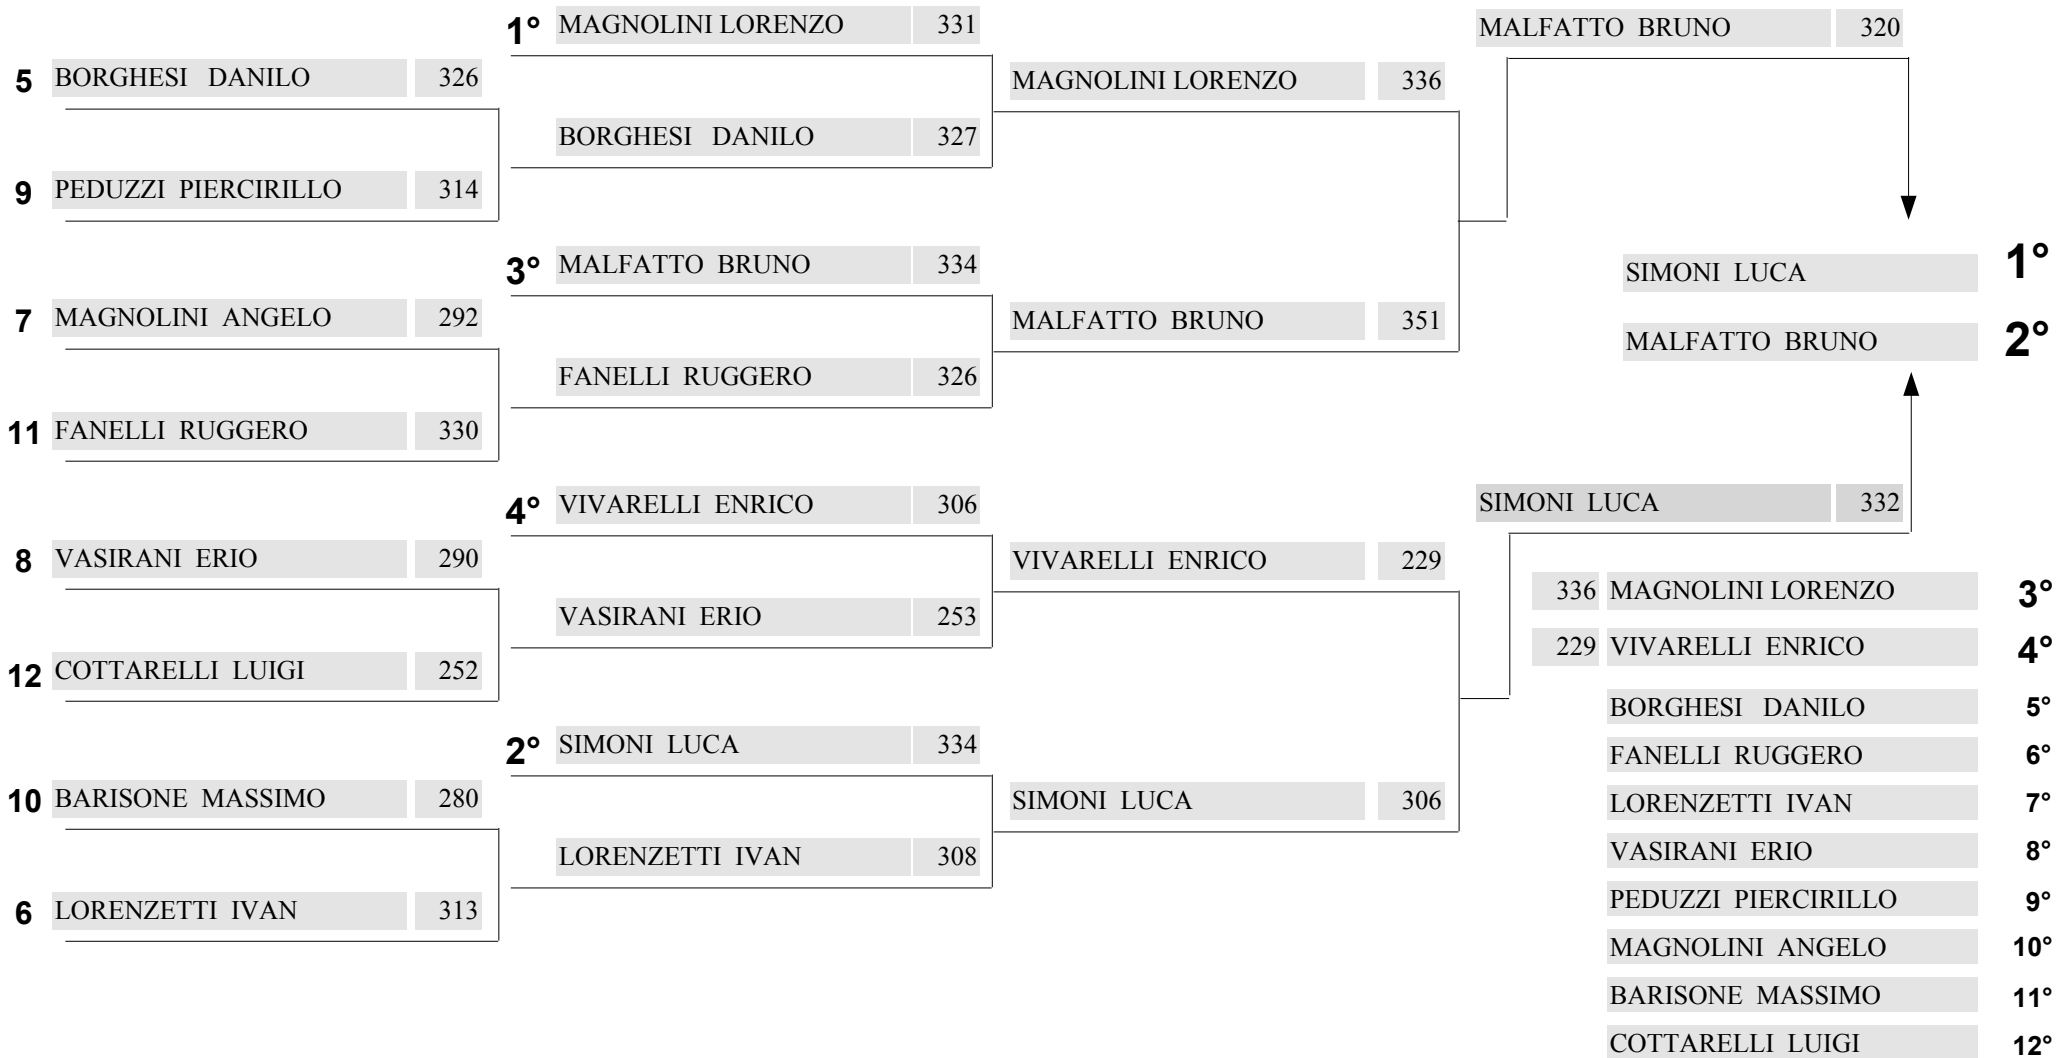 5 BORGHESI DANILO 326
9 PEDUZZI PIERCIRILLO 314
7 MAGNOLINI ANGELO 292
11 FANELLI RUGGERO 330
8 VASIRANI ERIO 290
12 COTTARELLI LUIGI 252
10 BARISONE MASSIMO 280
6 LORENZETTI IVAN 313
1° MAGNOLINI LORENZO 331
BORGHESI DANILO 327
3° MALFATTO BRUNO 334
FANELLI RUGGERO 326
4° VIVARELLI ENRICO 306
VASIRANI ERIO 253
2° SIMONI LUCA 334
LORENZETTI IVAN 308
MAGNOLINI LORENZO 336
MALFATTO BRUNO 351
VIVARELLI ENRICO 229
SIMONI LUCA 306
MALFATTO BRUNO 320
SIMONI LUCA 332
SIMONI LUCA 1°
MALFATTO BRUNO 2°
336 MAGNOLINI LORENZO 3°
229 VIVARELLI ENRICO 4°
BORGHESI DANILO 5°
FANELLI RUGGERO 6°
LORENZETTI IVAN 7°
VASIRANI ERIO 8°
PEDUZZI PIERCIRILLO 9°
MAGNOLINI ANGELO 10°
BARISONE MASSIMO 11°
COTTARELLI LUIGI 12°